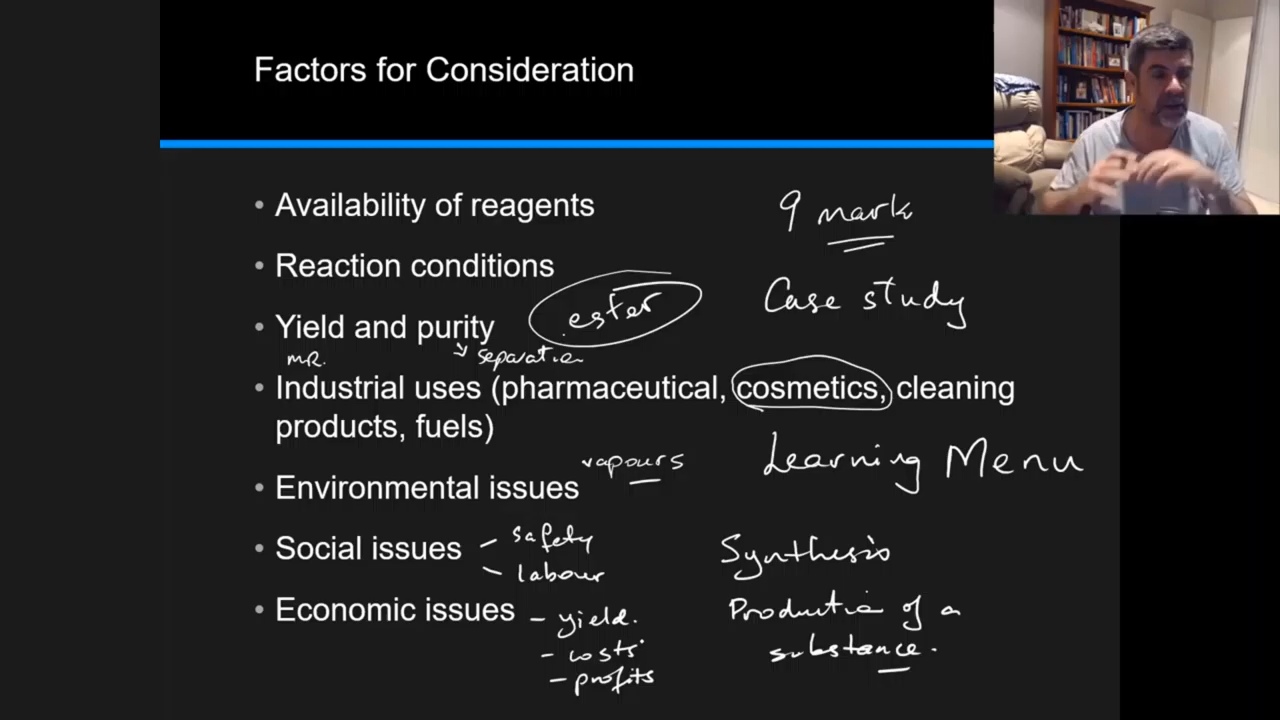 Factors for Consideration
• Availability of reagents
9 mark
• Reaction conditions
ester
Case study
• Yield and purity
mR.
separation
• Industrial uses (pharmaceutical, cosmetics, cleaning
products, fuels)
vapours
Learning Menu
• Environmental issues
• Social issues
– safety
– labour
Synthesis
• Economic issues
– yield.
– costs
– profits
Production of a
substance.